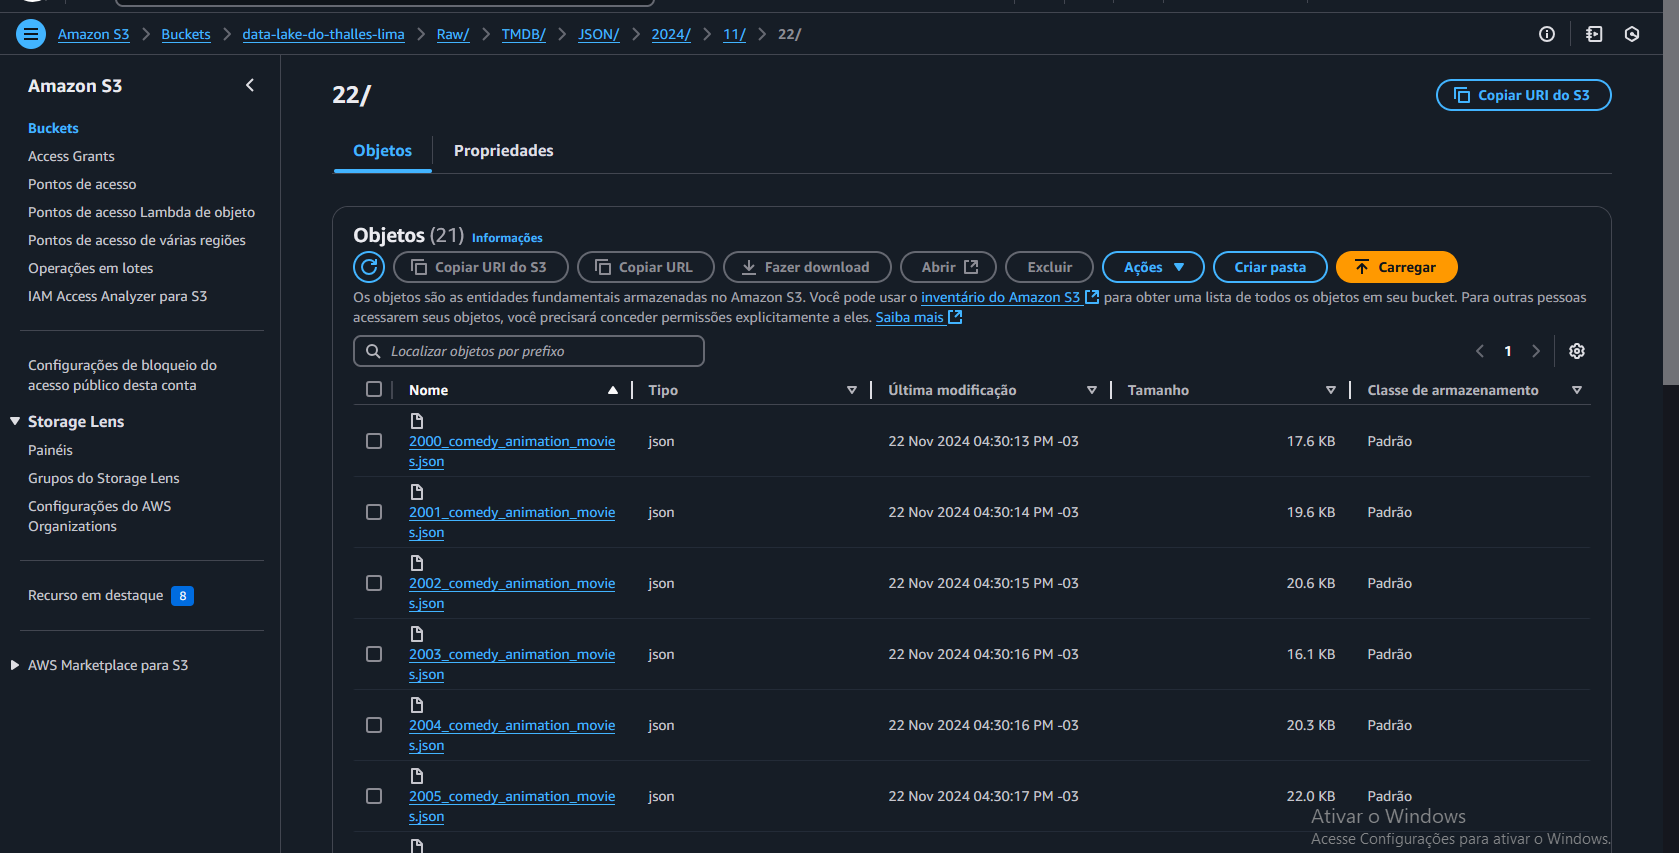 Amazon S3 > Buckets > data-lake-do-thalles-lima > Raw/ > TMDB/ > JSON/ > 2024/ > 11/ > 22/
Amazon S3
Buckets
Access Grants
Pontos de acesso
Pontos de acesso Lambda de objeto
Pontos de acesso de várias regiões
Operações em lotes
IAM Access Analyzer para S3
Configurações de bloqueio do
acesso público desta conta
Storage Lens
Painéis
Grupos do Storage Lens
Configurações do AWS
Organizations
Recurso em destaque 8
AWS Marketplace para S3
22/
Copiar URI do S3
Objetos Propriedades
Objetos (21) Informações
Copiar URI do S3 Copiar URL Fazer download Abrir Excluir Ações Criar pasta Carregar
Os objetos são as entidades fundamentais armazenadas no Amazon S3. Você pode usar o inventário do Amazon S3 para obter uma lista de todos os objetos em seu bucket. Para outras pessoas
acessarem seus objetos, você precisará conceder permissões explicitamente a eles. Saiba mais
Localizar objetos por prefixo
1
Nome Tipo Última modificação Tamanho Classe de armazenamento
2000_comedy_animation_movie
s.json
json 22 Nov 2024 04:30:13 PM -03 17.6 KB Padrão
2001_comedy_animation_movie
s.json
json 22 Nov 2024 04:30:14 PM -03 19.6 KB Padrão
2002_comedy_animation_movie
s.json
json 22 Nov 2024 04:30:15 PM -03 20.6 KB Padrão
2003_comedy_animation_movie
s.json
json 22 Nov 2024 04:30:16 PM -03 16.1 KB Padrão
2004_comedy_animation_movie
s.json
json 22 Nov 2024 04:30:16 PM -03 20.3 KB Padrão
2005_comedy_animation_movie
s.json
json 22 Nov 2024 04:30:17 PM -03 22.0 KB Padrão
Ativar o Windows
Acesse Configurações para ativar o Windows.